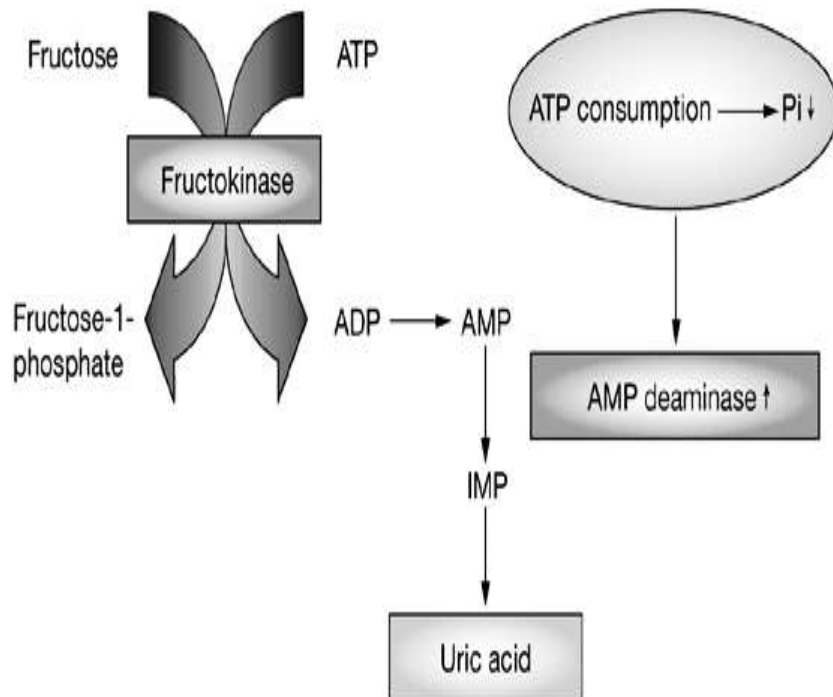 Fructose
ATP
Fructokinase
Fructose-1-
phosphate
ADP → AMP
IMP
Uric acid
ATP consumption → Pi ↓
AMP deaminase ↑